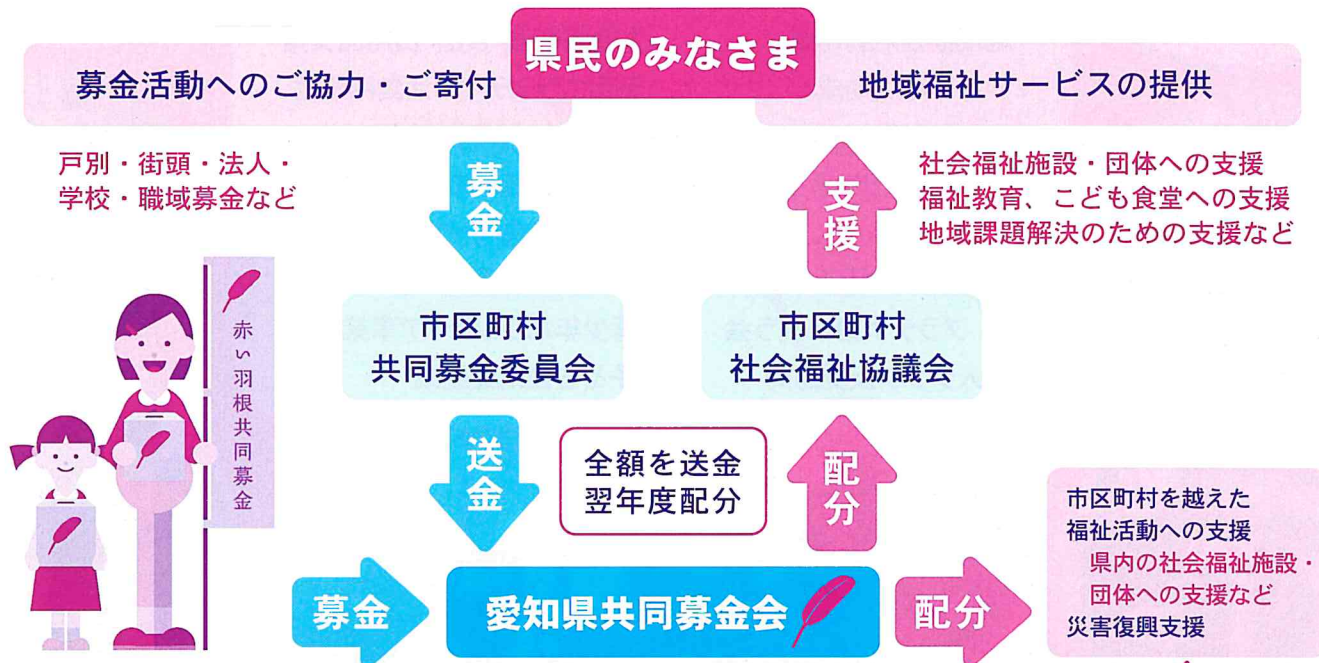 県民のみなさま
募金活動へのご協力・ご寄付
地域福祉サービスの提供
戸別・街頭・法人・
学校・職域募金など
募金
支援
社会福祉施設・団体への支援
福祉教育、こども食堂への支援
地域課題解決のための支援など
赤い羽根共同募金
市区町村
共同募金委員会
市区町村
社会福祉協議会
送金
全額を送金
翌年度配分
配分
募金
愛知県共同募金会
配分
市区町村を越えた
福祉活動への支援
県内の社会福祉施設・
団体への支援など
災害復興支援